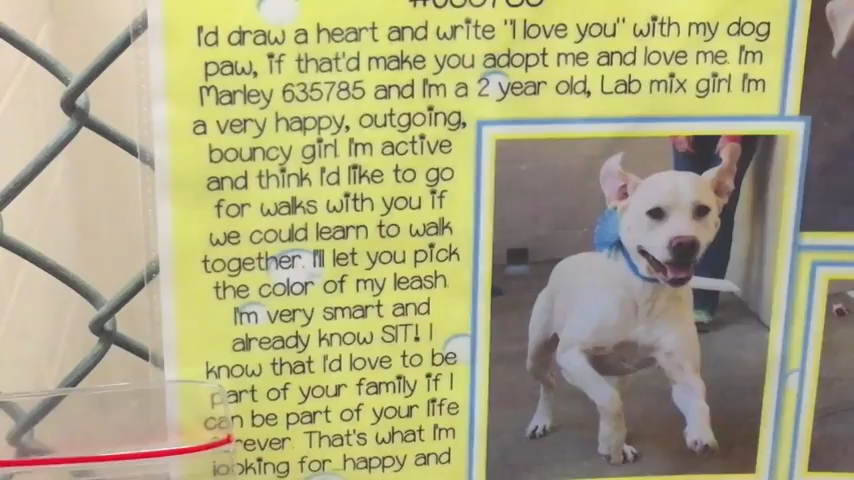 I'd draw a heart and write "I love you" with my dog
paw, if that'd make you adopt me and love me. I'm
Marley 635785 and I'm a 2 year old, Lab mix girl. I'm
a very happy, outgoing,
bouncy girl. I'm active
and think I'd like to go
for walks with you if
we could learn to walk
together. I'll let you pick
the color of my leash.
I'm very smart and
already know SIT! I
know that I'd love to be
part of your family if I
can be part of your life
forever. That's what I'm
looking for_happy and